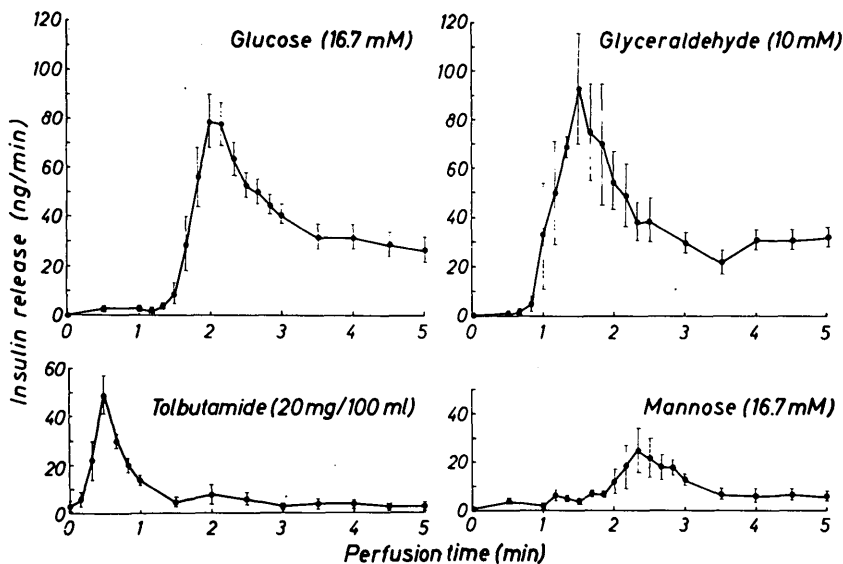 Insulin release (ng/min)
Glucose (16.7 mM)
120
100
80
60
40
20
0
0 1 2 3 4 5
Glyceraldehyde (10 mM)
120
100
80
60
40
20
0
0 1 2 3 4 5
Tolbutamide (20 mg/100 ml)
60
40
20
0
0 1 2 3 4 5
Mannose (16.7 mM)
40
20
0
0 1 2 3 4 5
Perfusion time (min)